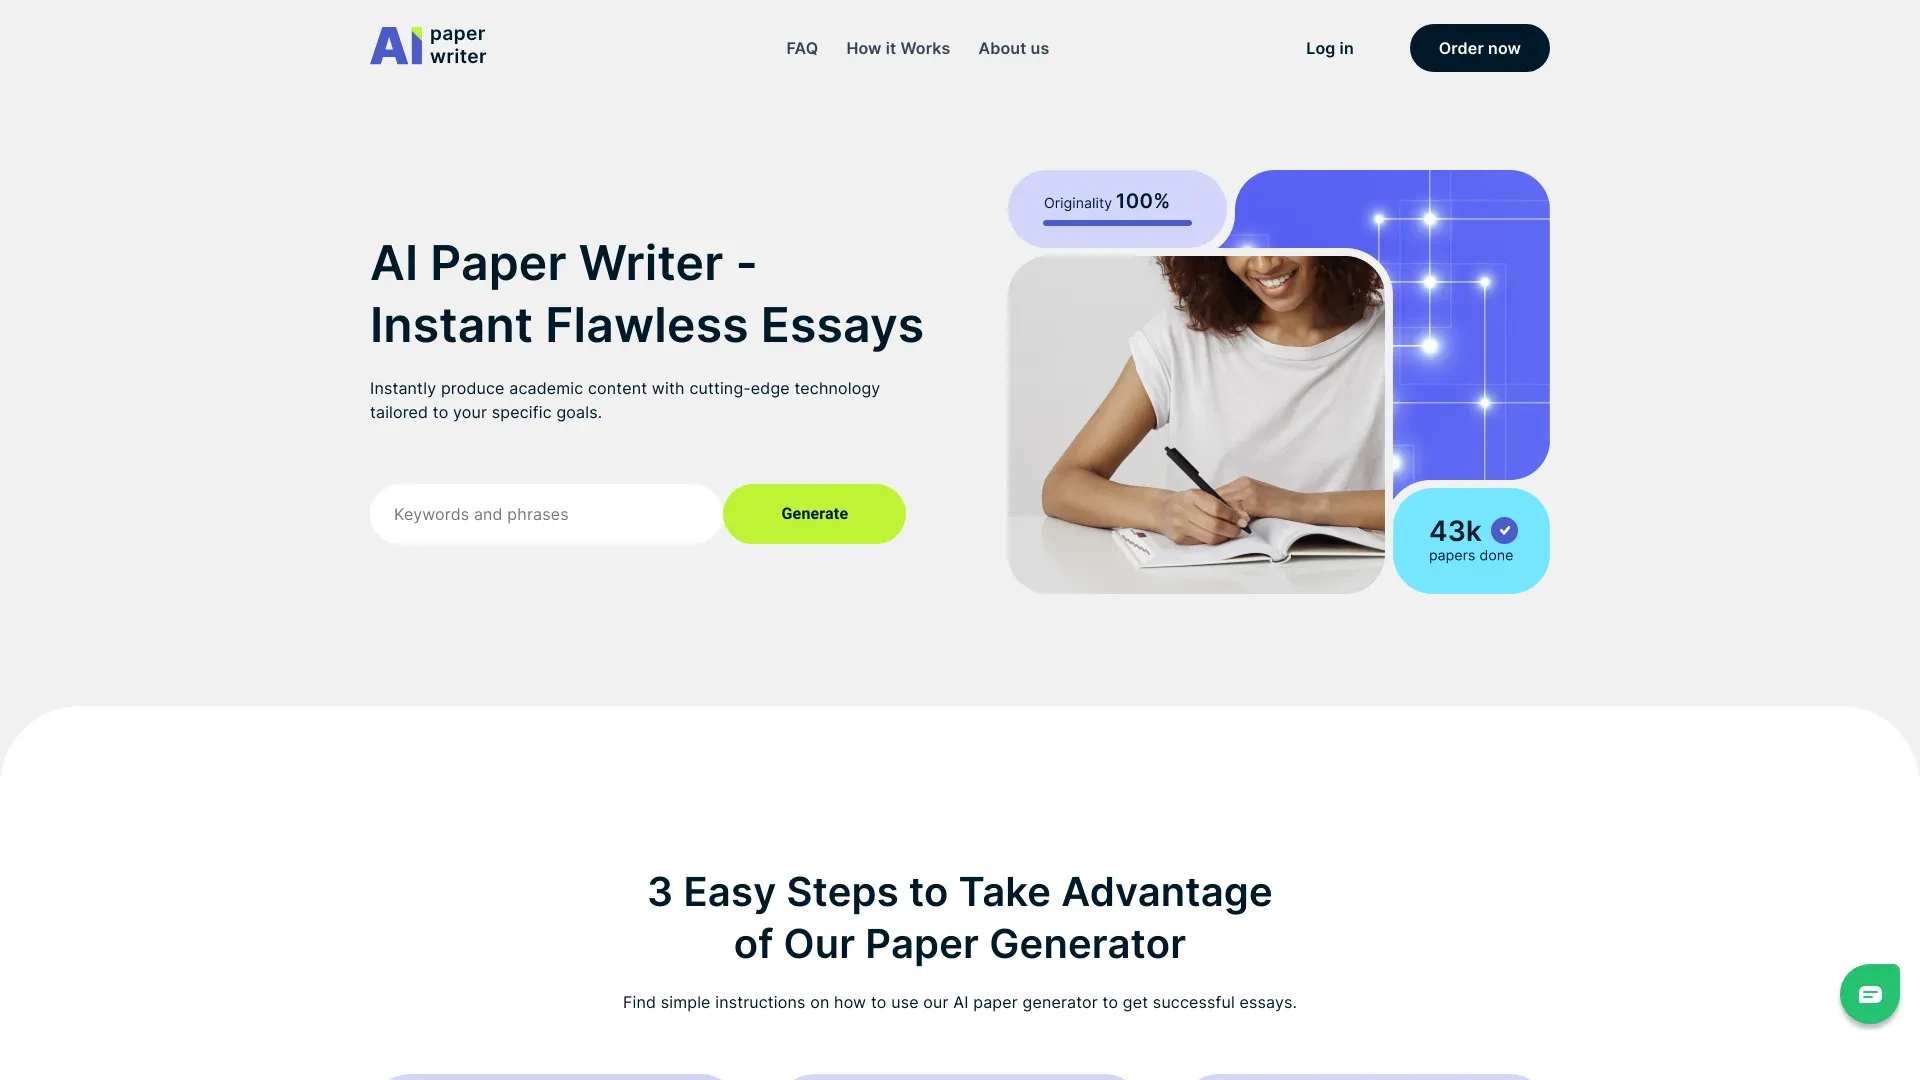 AI paper
writer
FAQ
How it Works
About us
Log in
Order now
AI Paper Writer -
Instant Flawless Essays
Instantly produce academic content with cutting-edge technology
tailored to your specific goals.
Keywords and phrases
Generate
Originality 100%
43k
papers done
3 Easy Steps to Take Advantage
of Our Paper Generator
Find simple instructions on how to use our AI paper generator to get successful essays.